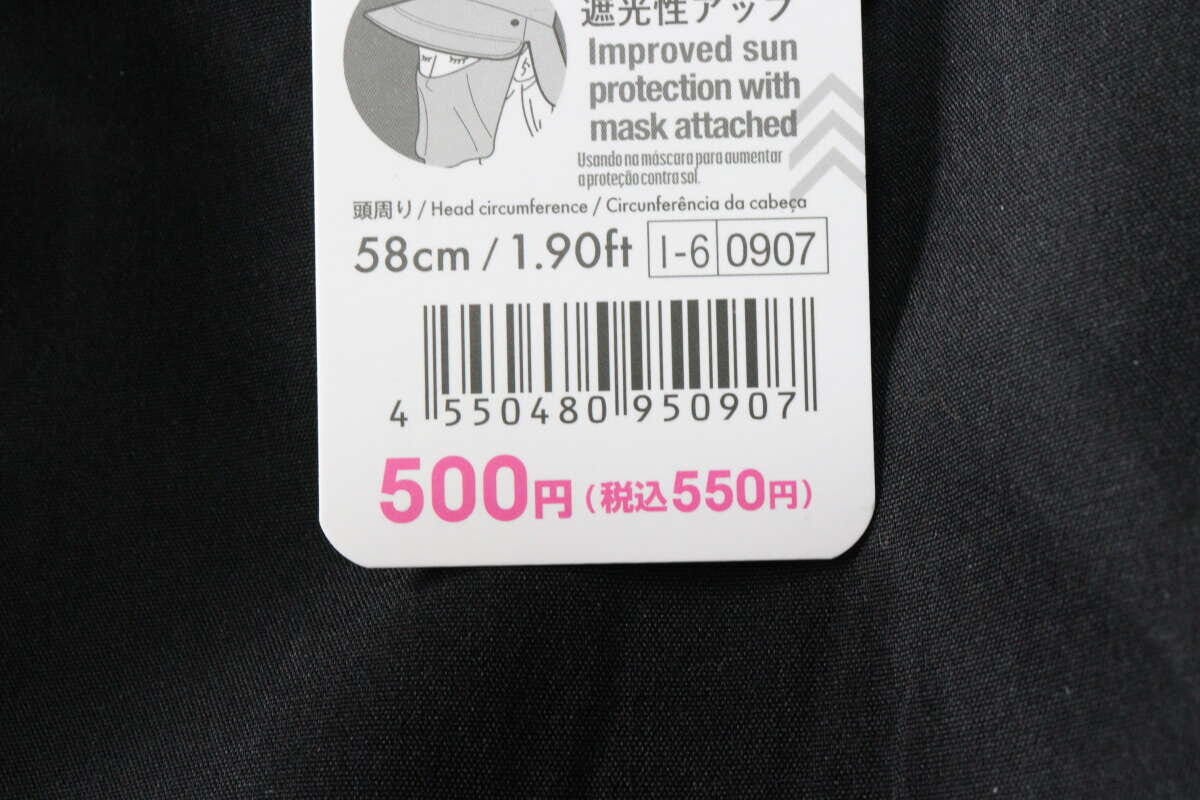 遮光性アップ
Improved sun
protection with
mask attached
Usando na máscara para aumentar
a proteção contra sol.
頭周り / Head circumference / Circunferência da cabeça
58cm / 1.90ft I-6 0907
4 550480 950907
500円(税込550円)